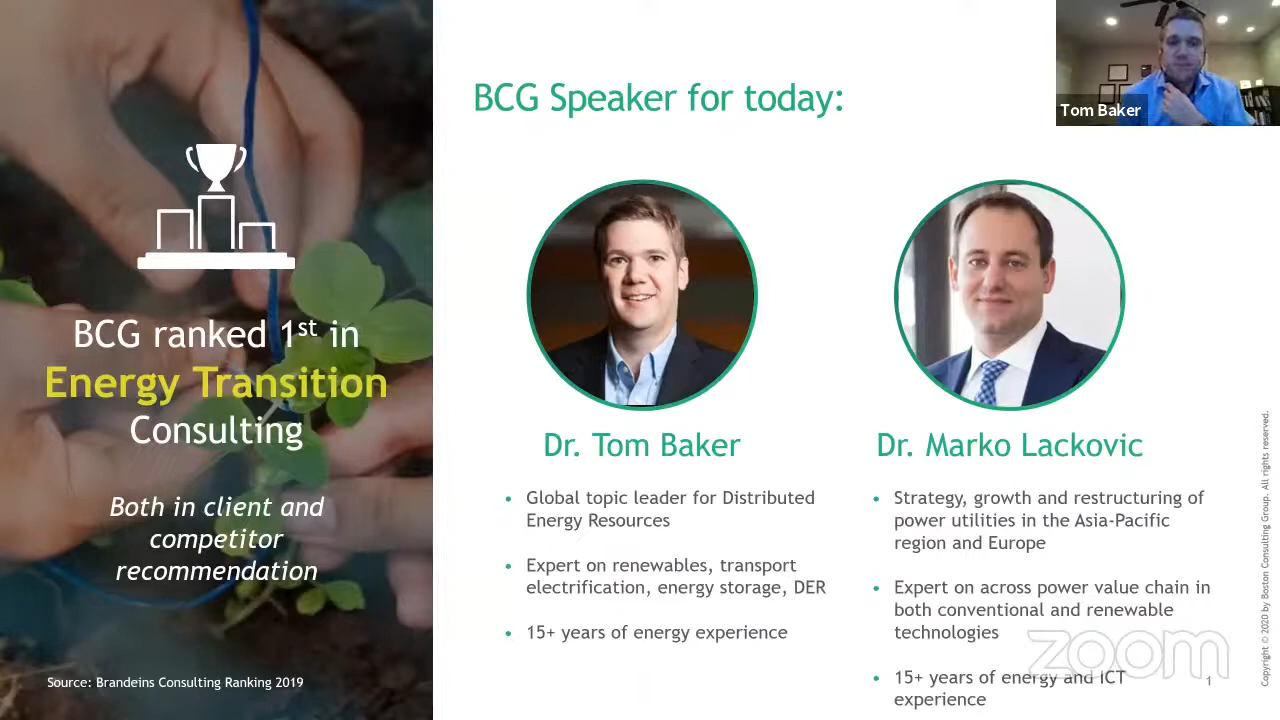 BCG ranked 1st in
Energy Transition
Consulting
Both in client and
competitor
recommendation
Source: Brandeins Consulting Ranking 2019
BCG Speaker for today:
Tom Baker
Dr. Tom Baker
• Global topic leader for Distributed
Energy Resources
• Expert on renewables, transport
electrification, energy storage, DER
• 15+ years of energy experience
Dr. Marko Lackovic
• Strategy, growth and restructuring of
power utilities in the Asia-Pacific
region and Europe
• Expert on across power value chain in
both conventional and renewable
technologies
• 15+ years of energy and ICT
experience
zoom
1
Copyright © 2020 by Boston Consulting Group. All rights reserved.